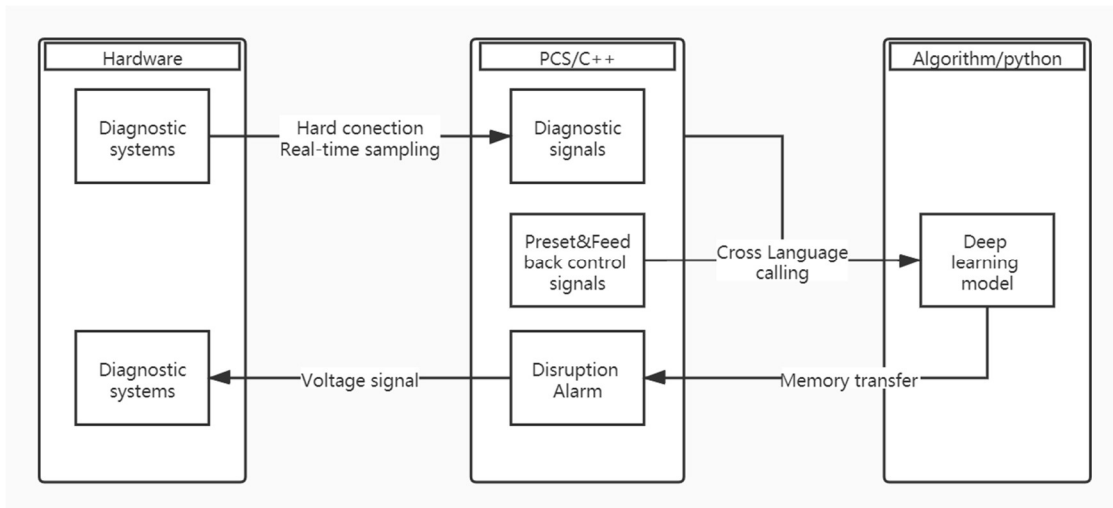 Hardware
PCS/C++
Algorithm/python
Diagnostic
systems
Hard conection
Real-time sampling
Diagnostic
signals
Preset&Feed
back control
signals
Cross Language
calling
Deep
learning
model
Diagnostic
systems
Voltage signal
Disruption
Alarm
Memory transfer